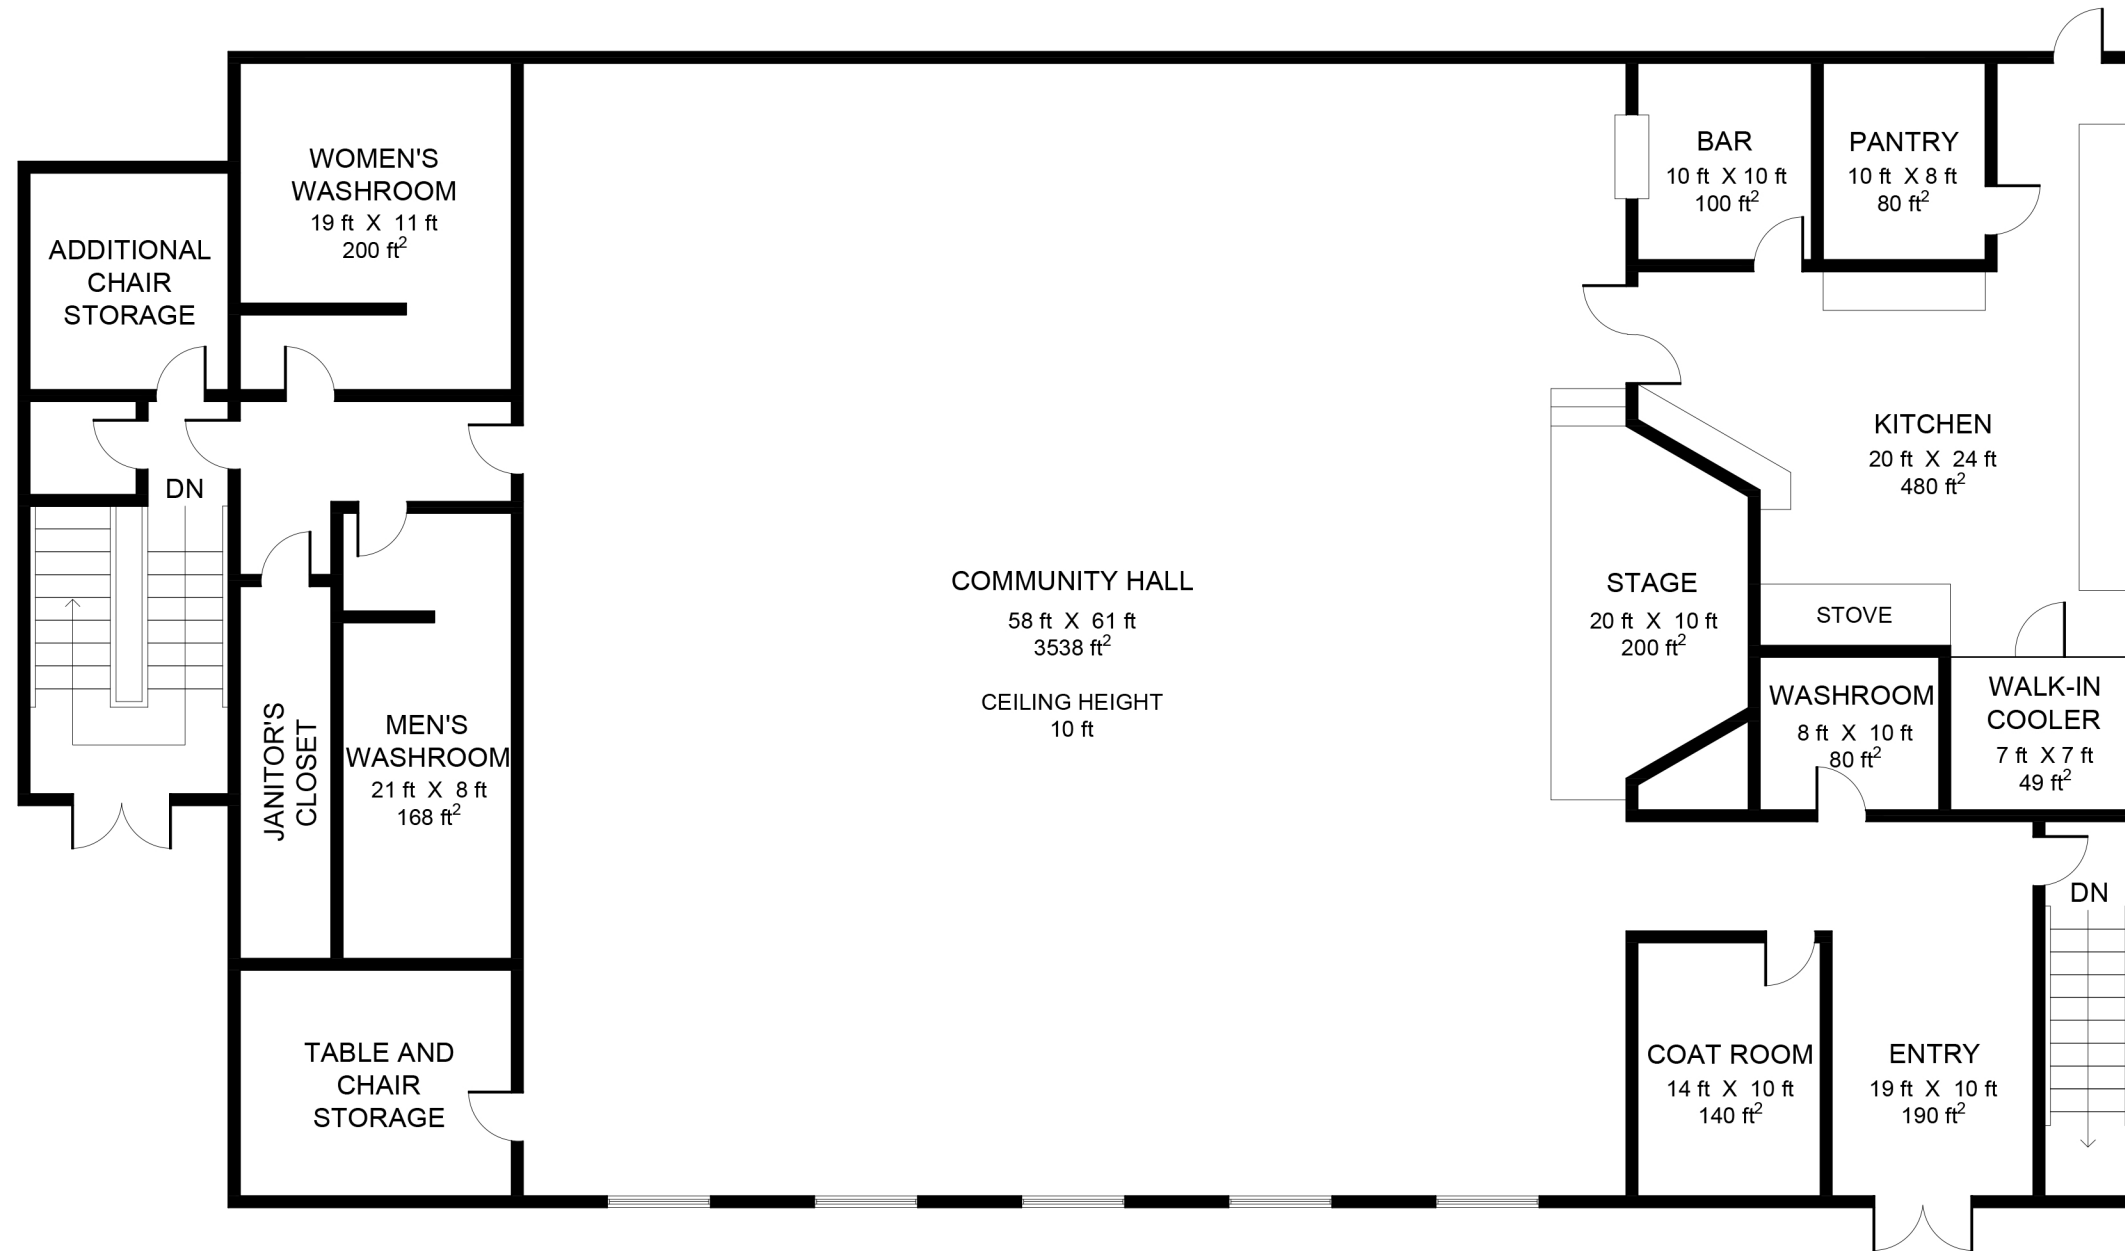 WOMEN'S
WASHROOM
19 ft X 11 ft
200 ft²
ADDITIONAL
CHAIR
STORAGE
DN
JANITOR'S
CLOSET
MEN'S
WASHROOM
21 ft X 8 ft
168 ft²
TABLE AND
CHAIR
STORAGE
COMMUNITY HALL
58 ft X 61 ft
3538 ft²
CEILING HEIGHT
10 ft
BAR
10 ft X 10 ft
100 ft²
PANTRY
10 ft X 8 ft
80 ft²
KITCHEN
20 ft X 24 ft
480 ft²
STAGE
20 ft X 10 ft
200 ft²
STOVE
WASHROOM
8 ft X 10 ft
80 ft²
WALK-IN
COOLER
7 ft X 7 ft
49 ft²
DN
COAT ROOM
14 ft X 10 ft
140 ft²
ENTRY
19 ft X 10 ft
190 ft²